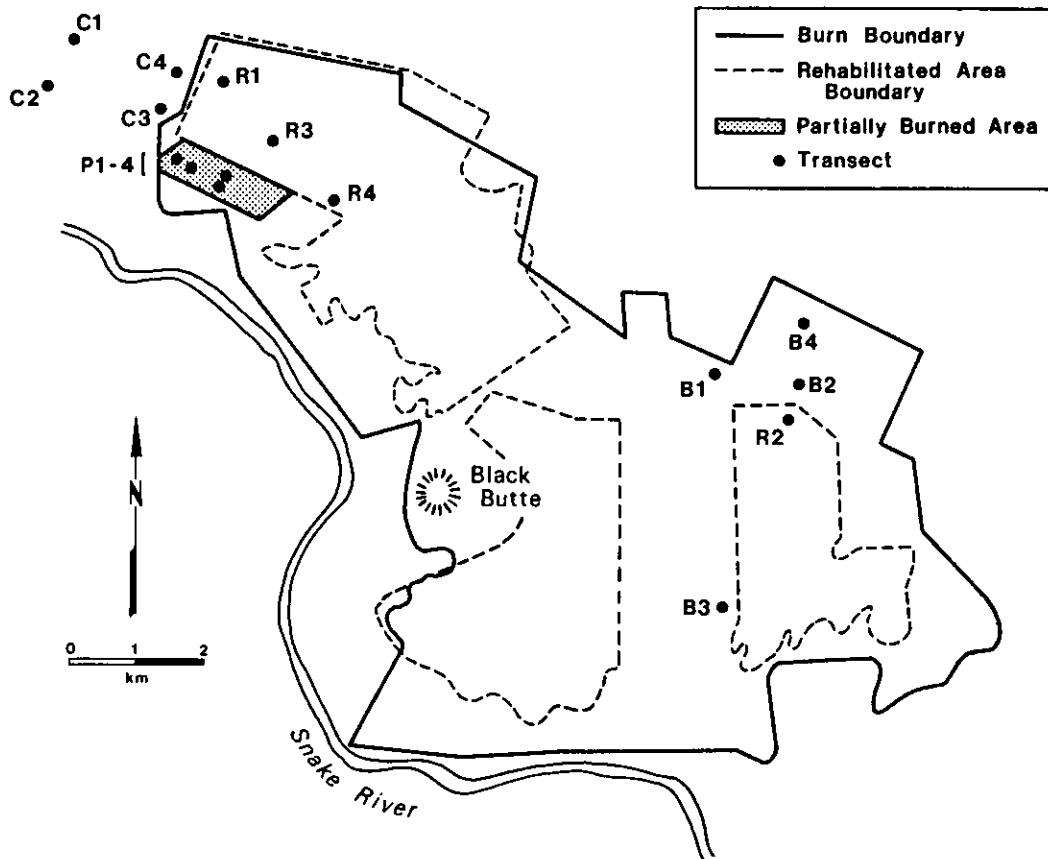 C1
C2
C4
C3
R1
R3
R4
P1-4
Burn Boundary
Rehabilitated Area
Boundary
Partially Burned Area
Transect
B4
B1
B2
R2
B3
Black
Butte
N
0 1 2
km
Snake River